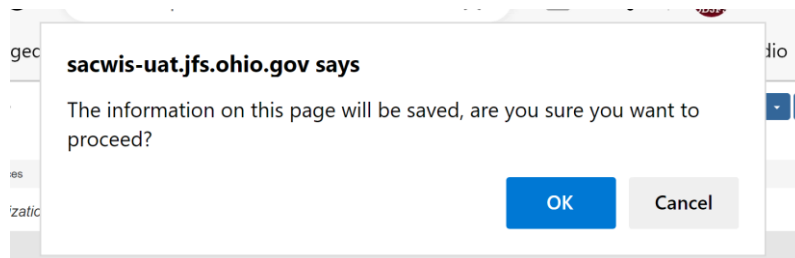 sacwis-uat.jfs.ohio.gov says
The information on this page will be saved, are you sure you want to
proceed?
OK Cancel